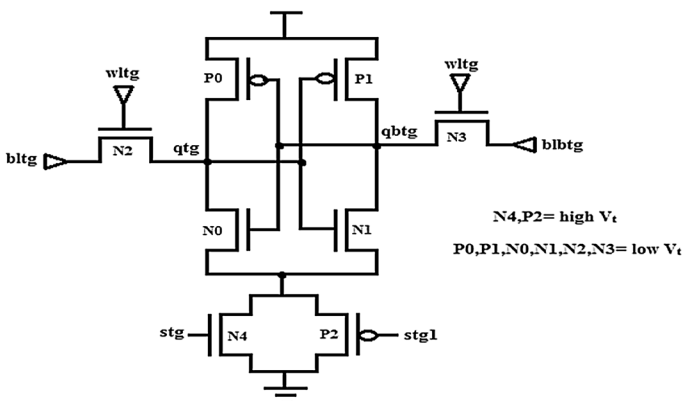 wltg
P0
P1
wltg
bltg
N2
qtg
qbtg
N3
blbtg
N0
N1
N4,P2= high Vt
P0,P1,N0,N1,N2,N3= low Vt
stg
N4
P2
stg1